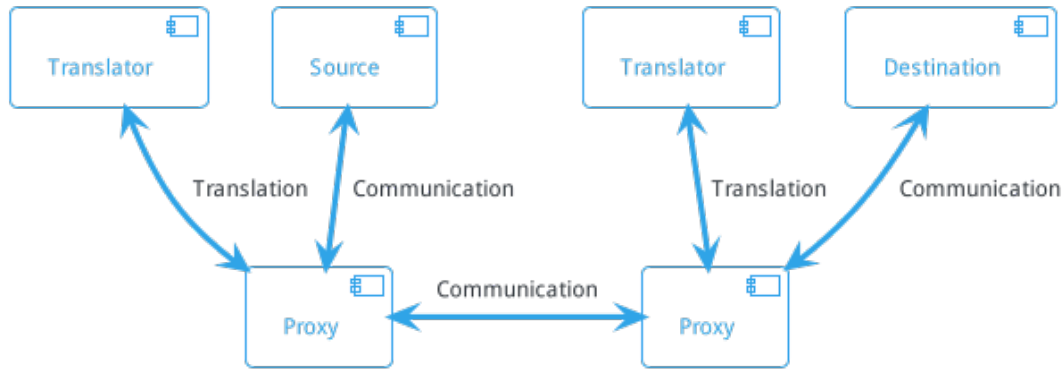 Translator
Source
Translator
Destination
Translation
Communication
Translation
Communication
Communication
Proxy
Proxy